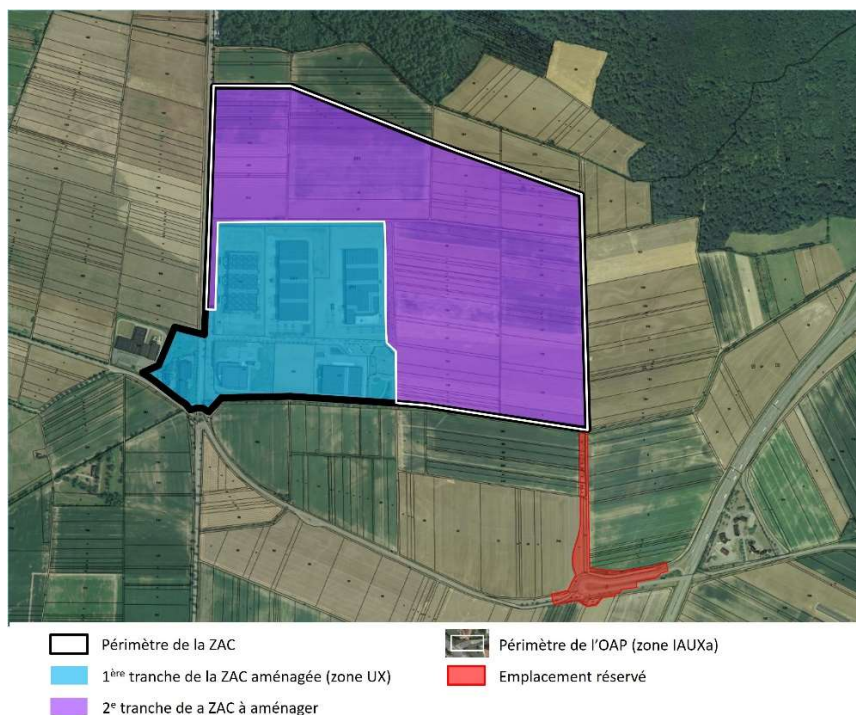 Périmètre de la ZAC
Périmètre de l’OAP (zone IAUXa)
1ère tranche de la ZAC aménagée (zone UX)
Emplacement réservé
2e tranche de a ZAC à aménager